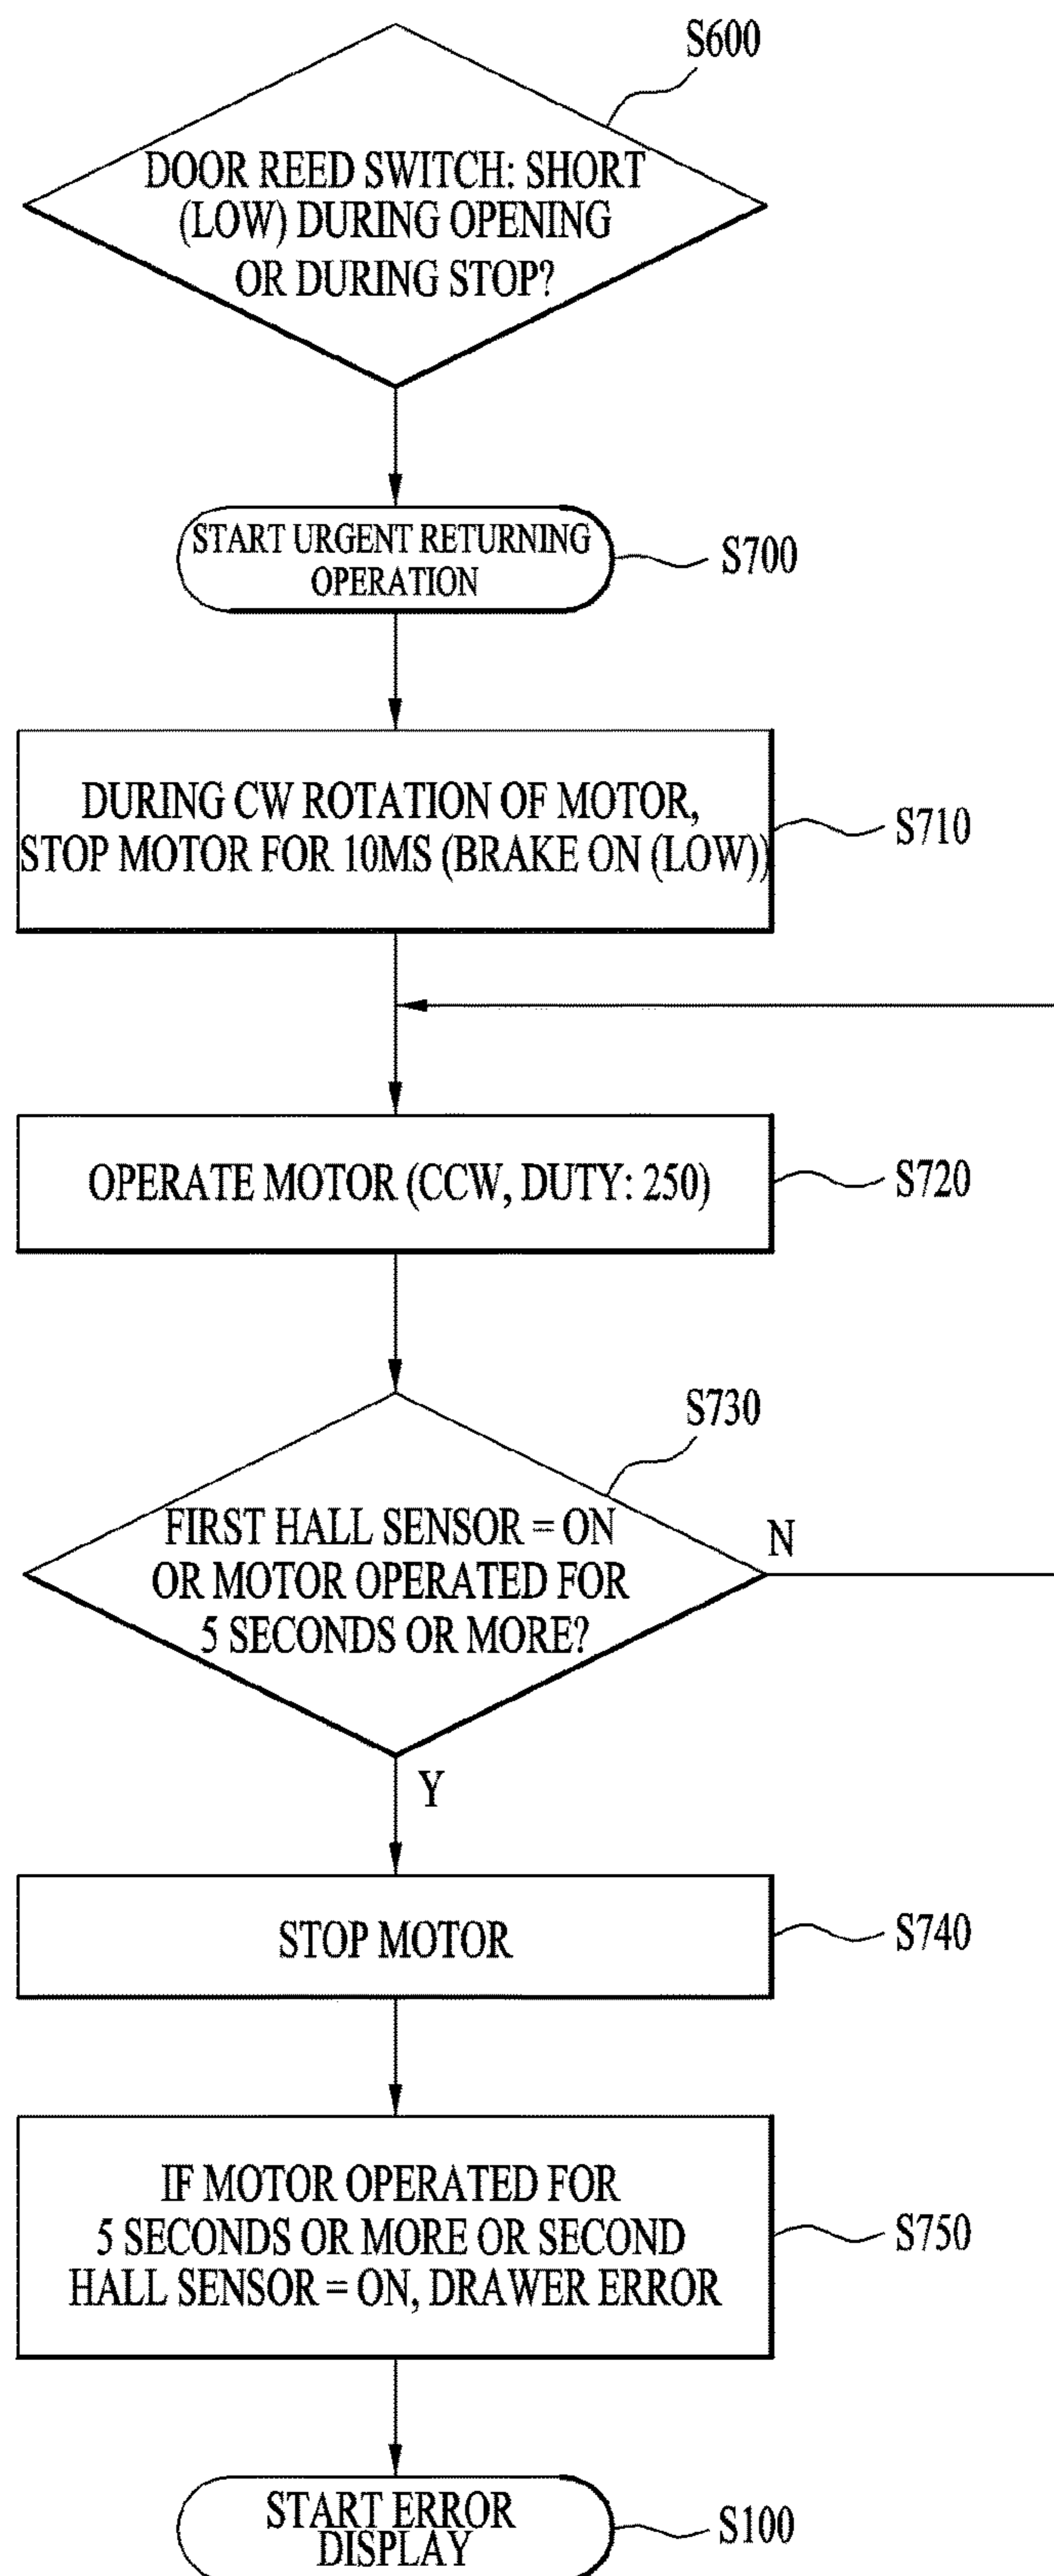 S600
DOOR REED SWITCH: SHORT
(LOW) DURING OPENING
OR DURING STOP?
START URGENT RETURNING
OPERATION
S700
DURING CW ROTATION OF MOTOR,
STOP MOTOR FOR 10MS (BRAKE ON (LOW))
S710
OPERATE MOTOR (CCW, DUTY: 250)
S720
S730
FIRST HALL SENSOR = ON
OR MOTOR OPERATED FOR
5 SECONDS OR MORE?
N
Y
STOP MOTOR
S740
IF MOTOR OPERATED FOR
5 SECONDS OR MORE OR SECOND
HALL SENSOR = ON, DRAWER ERROR
S750
START ERROR
DISPLAY
S100